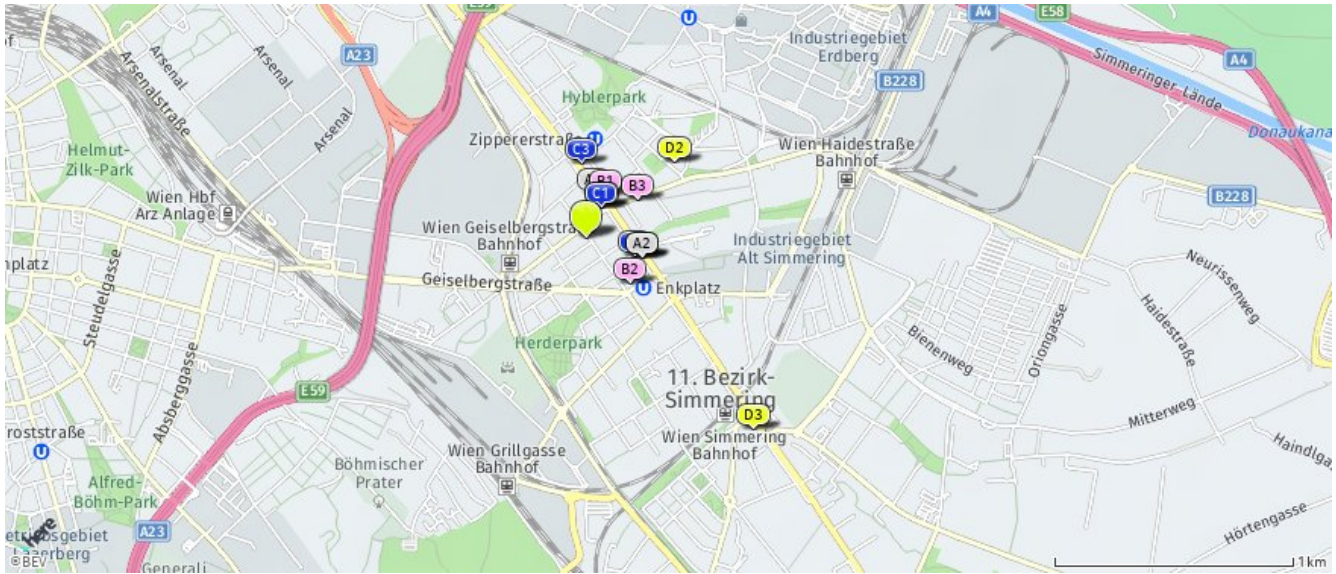 E58
A4
A23
Industriegebiet
Erdberg
Simmeringer Lände
A4
Arsenalstraße
Arsenal
Arsenal
Arsenal
B228
Hyblerpark
Zippererstraße
C3
D2
Wien Haidestraße
Bahnhof
Donaukana
Helmut-
Zilk-Park
B1
B3
C1
B228
Wien Hbf
Arz Anlage
Wien Geiselbergstra
Bahnhof
A2
Industriegebiet
Alt Simmering
B2
Geiselbergstraße
Enkplatz
Steudelgasse
Neurissenweg
Haidestraße
Oriongasse
Bienenweg
Herderpark
Absberggasse
E59
11. Bezirk-
Simmering
D3
Mitterweg
Wien Simmering
Bahnhof
roststraße
Wien Grillgasse
Bahnhof
Haindlga
Böhmischer
Prater
Alfred-
Böhm-Park
A23
Hörtengasse
here
©BEV
Generali
1km